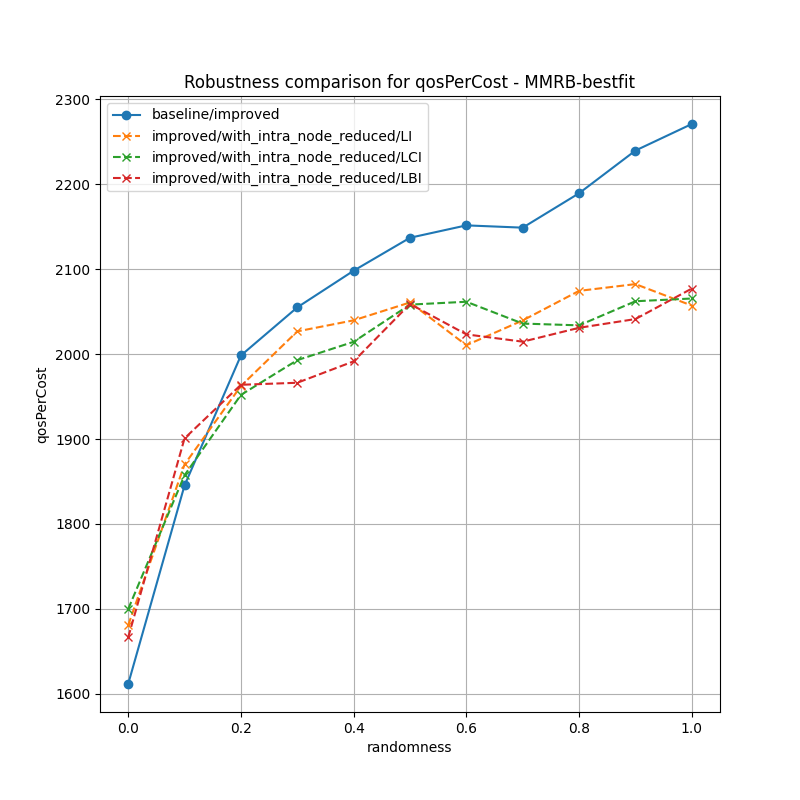 Robustness comparison for qosPerCost - MMRB-bestfit
baseline/improved
improved/with_intra_node_reduced/LI
improved/with_intra_node_reduced/LCI
improved/with_intra_node_reduced/LBI
2300
2200
2100
2000
1900
1800
1700
1600
qosPerCost
0.0 0.2 0.4 0.6 0.8 1.0
randomness